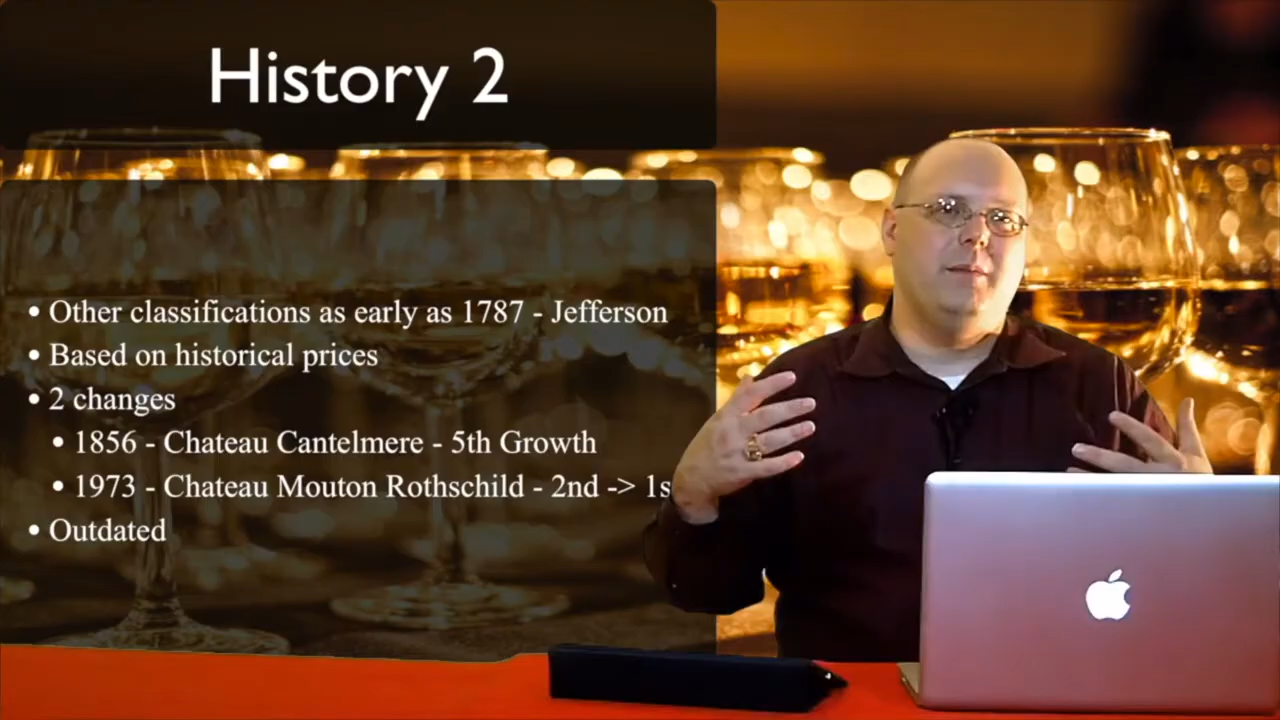 History 2
• Other classifications as early as 1787 - Jefferson
• Based on historical prices
• 2 changes
• 1856 - Chateau Cantelmere - 5th Growth
• 1973 - Chateau Mouton Rothschild - 2nd -> 1s
• Outdated